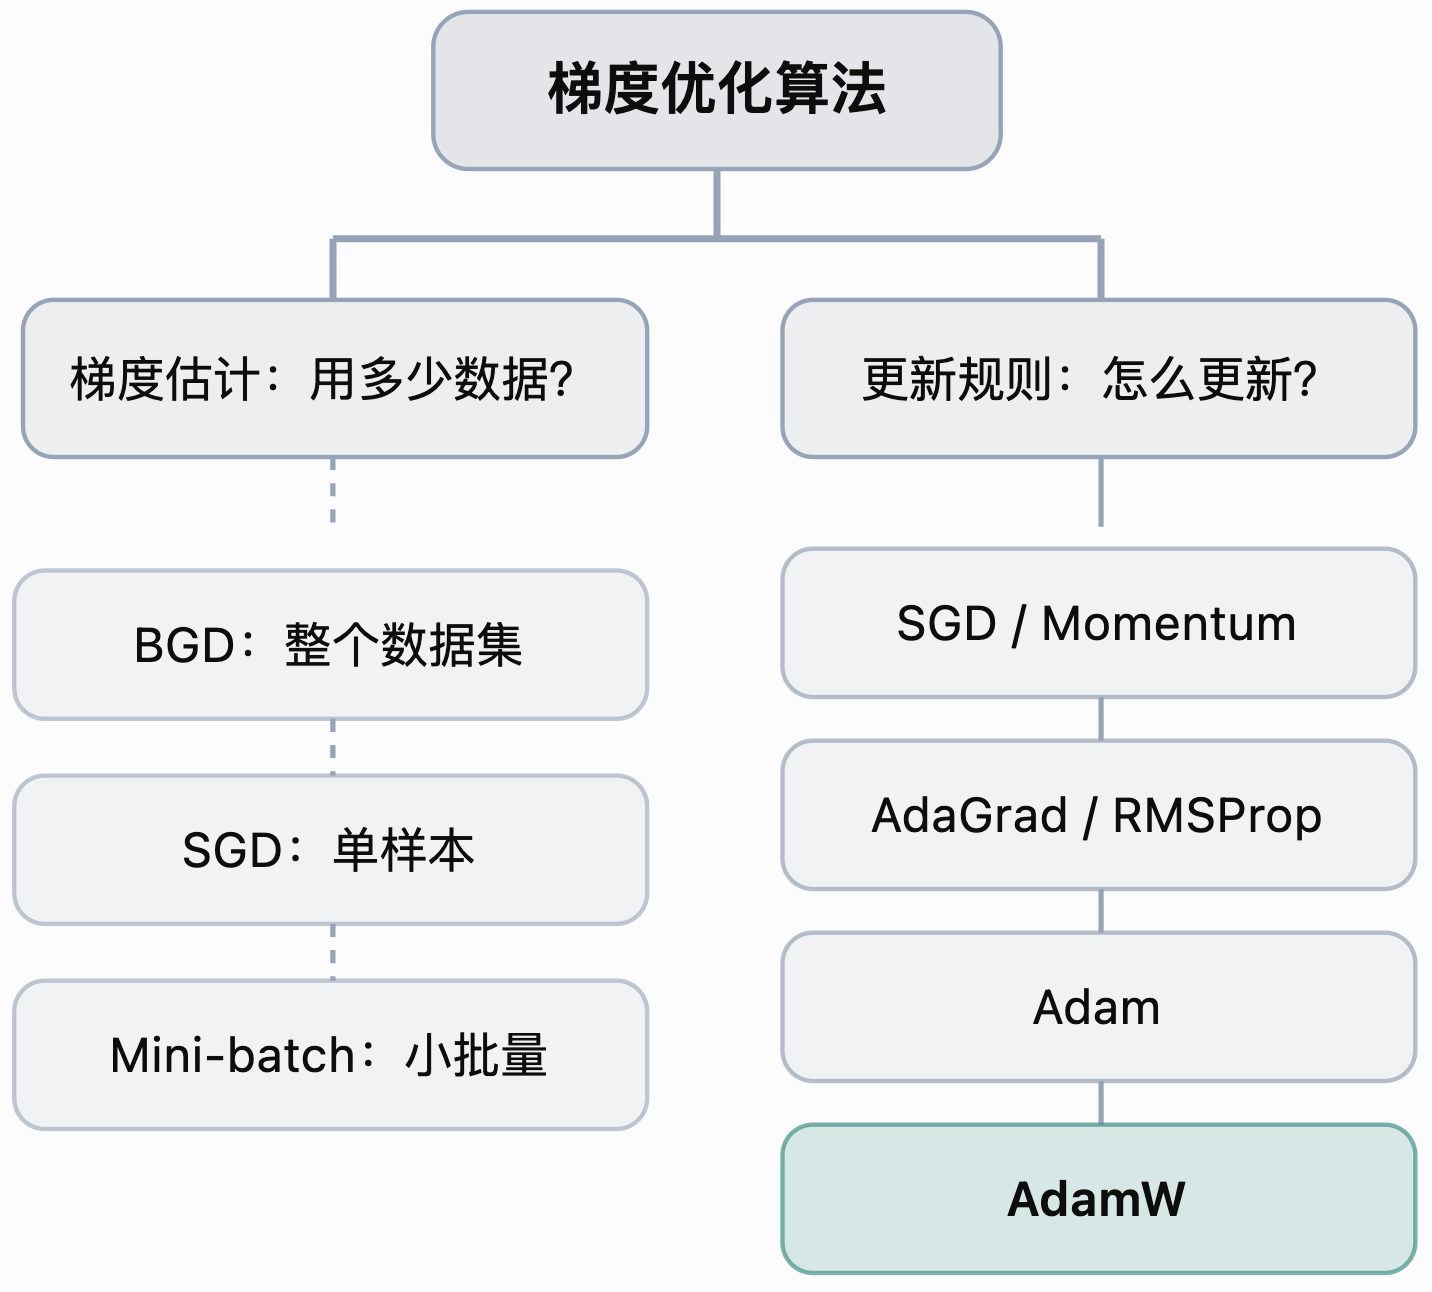 梯度优化算法
梯度估计：用多少数据?
更新规则：怎么更新?
BGD：整个数据集
SGD：单样本
Mini-batch：小批量
SGD / Momentum
AdaGrad / RMSProp
Adam
AdamW